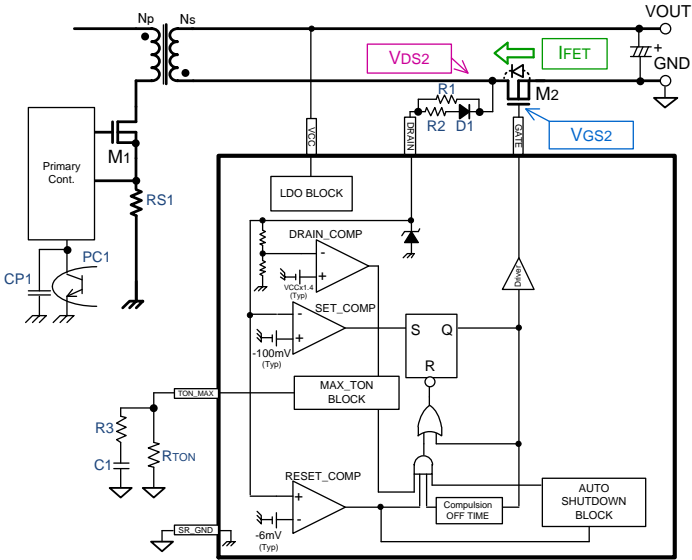 Np
Ns
VOUT
+
GND
VDS2
IFET
M2
VGS2
R1
R2
D1
VCC
DRAIN
GATE
M1
Primary
Cont.
RS1
PC1
CP1
LDO BLOCK
DRAIN_COMP
-
+
VCCx1.4
(Typ)
SET_COMP
-
+
-100mV
(Typ)
Driver
S
Q
R
TON_MAX
MAX_TON
BLOCK
R3
C1
RTON
RESET_COMP
+
-
-6mV
(Typ)
Compulsion
OFF TIME
AUTO
SHUTDOWN
BLOCK
SR_GND